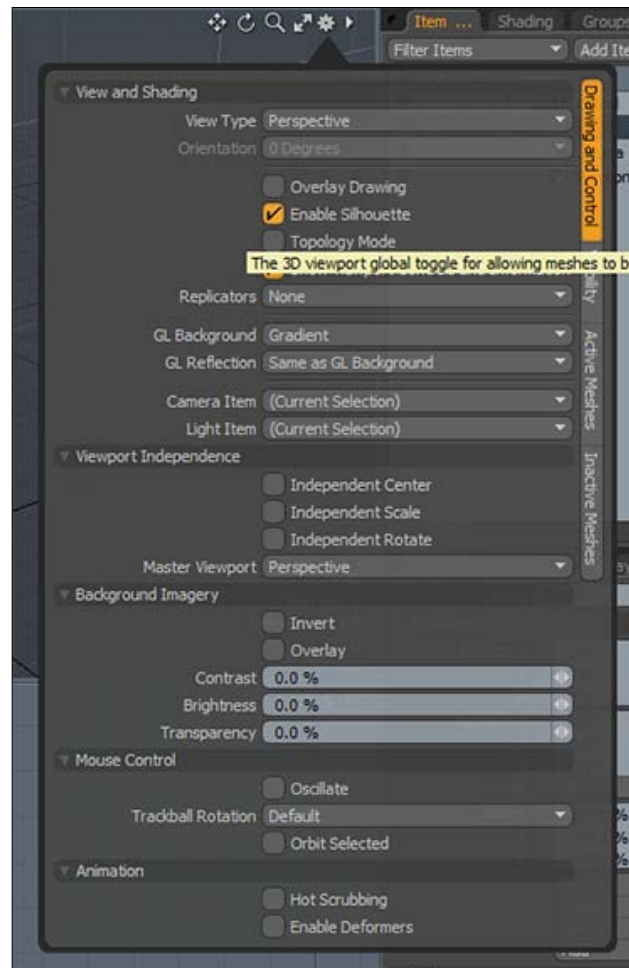 Item ... Shading Groups
Filter Items Add Ite
View and Shading
View Type Perspective
Orientation 0 Degrees
Overlay Drawing
Enable Silhouette
Topology Mode
The 3D viewport global toggle for allowing meshes to b
Replicators None
GL Background Gradient
GL Reflection Same as GL Background
Camera Item (Current Selection)
Light Item (Current Selection)
Viewport Independence
Independent Center
Independent Scale
Independent Rotate
Master Viewport Perspective
Background Imagery
Invert
Overlay
Contrast 0.0 %
Brightness 0.0 %
Transparency 0.0 %
Mouse Control
Oscillate
Trackball Rotation Default
Orbit Selected
Animation
Hot Scrubbing
Enable Deformers
Drawing and Control
Active Meshes
Inactive Meshes